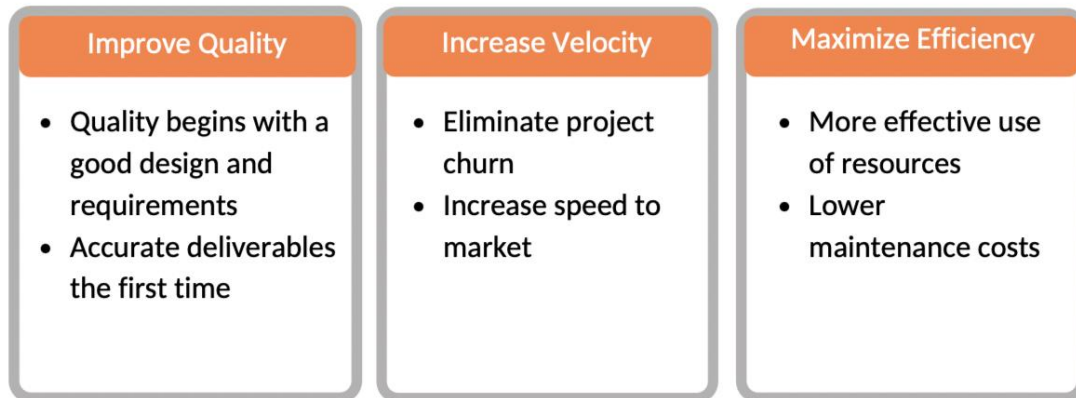 Improve Quality
• Quality begins with a
good design and
requirements
• Accurate deliverables
the first time
Increase Velocity
• Eliminate project
churn
• Increase speed to
market
Maximize Efficiency
• More effective use
of resources
• Lower
maintenance costs